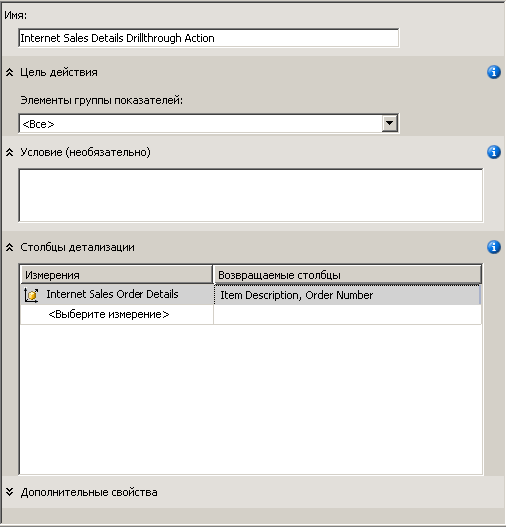 Имя:
Internet Sales Details Drillthrough Action
Цель действия
Элементы группы показателей:
<Все>
Условие (необязательно)
Столбцы детализации
Измерения Возвращаемые столбцы
Internet Sales Order Details Item Description, Order Number
<Выберите измерение>
Дополнительные свойства